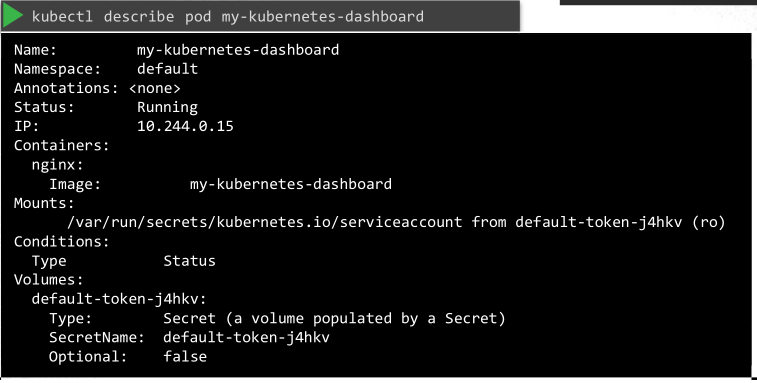 kubectl describe pod my-kubernetes-dashboard
Name: my-kubernetes-dashboard
Namespace: default
Annotations: <none>
Status: Running
IP: 10.244.0.15
Containers:
nginx:
Image: my-kubernetes-dashboard
Mounts:
/var/run/secrets/kubernetes.io/serviceaccount from default-token-j4hkv (ro)
Conditions:
Type Status
Volumes:
default-token-j4hkv:
Type: Secret (a volume populated by a Secret)
SecretName: default-token-j4hkv
Optional: false